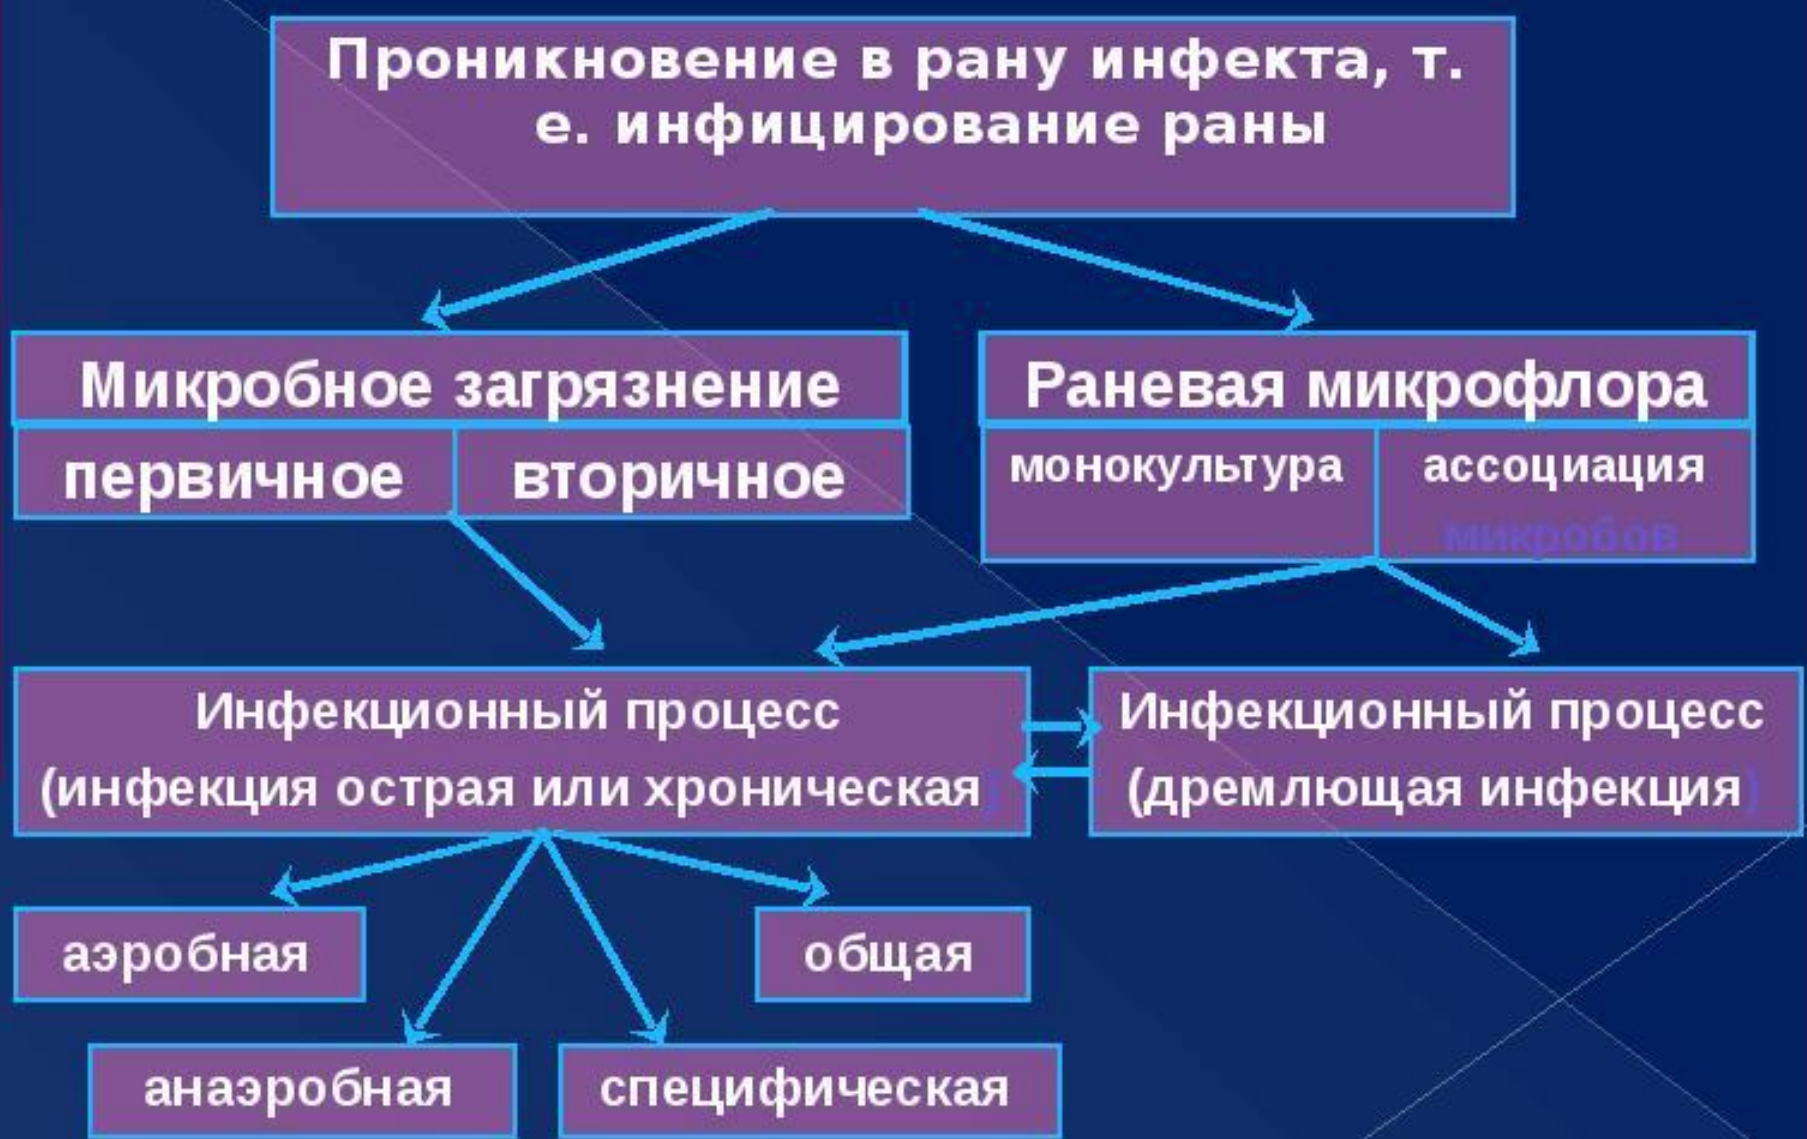 Проникновение в рану инфекта, т.
е. инфицирование раны
Микробное загрязнение
первичное вторичное
Раневая микрофлора
монокультура ассоциация
микробов
Инфекционный процесс
(инфекция острая или хроническая)
Инфекционный процесс
(дремлющая инфекция)
аэробная
общая
анаэробная
специфическая